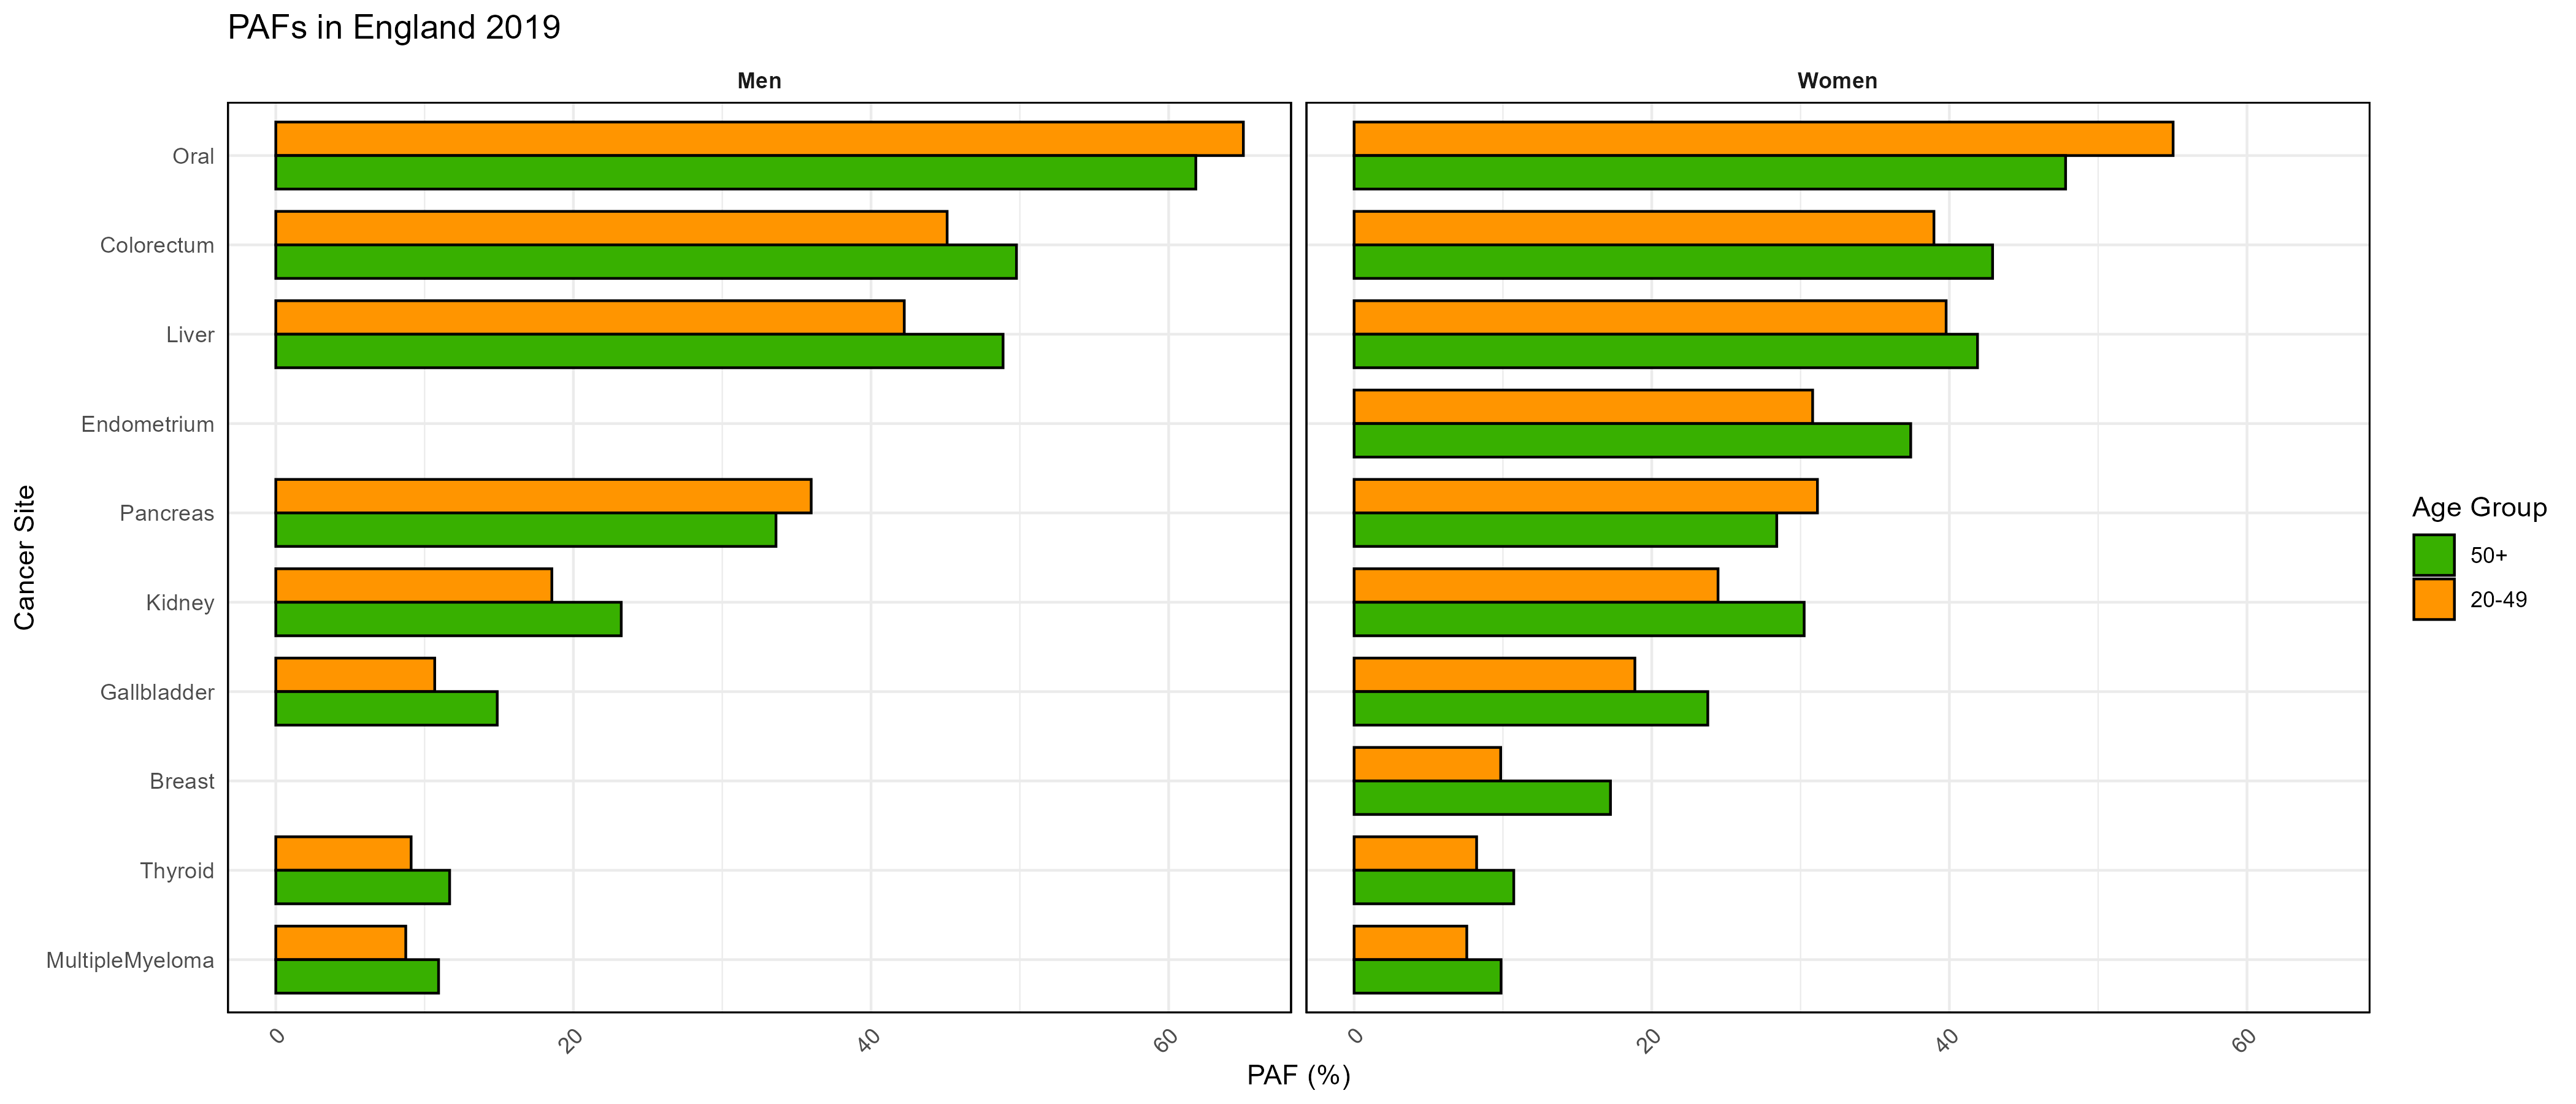 PAFs in England 2019
Men
Women
Oral
Colorectum
Liver
Endometrium
Pancreas
Kidney
Gallbladder
Breast
Thyroid
MultipleMyeloma
Cancer Site
0
20
40
60
0
20
40
60
PAF (%)
Age Group
50+
20-49